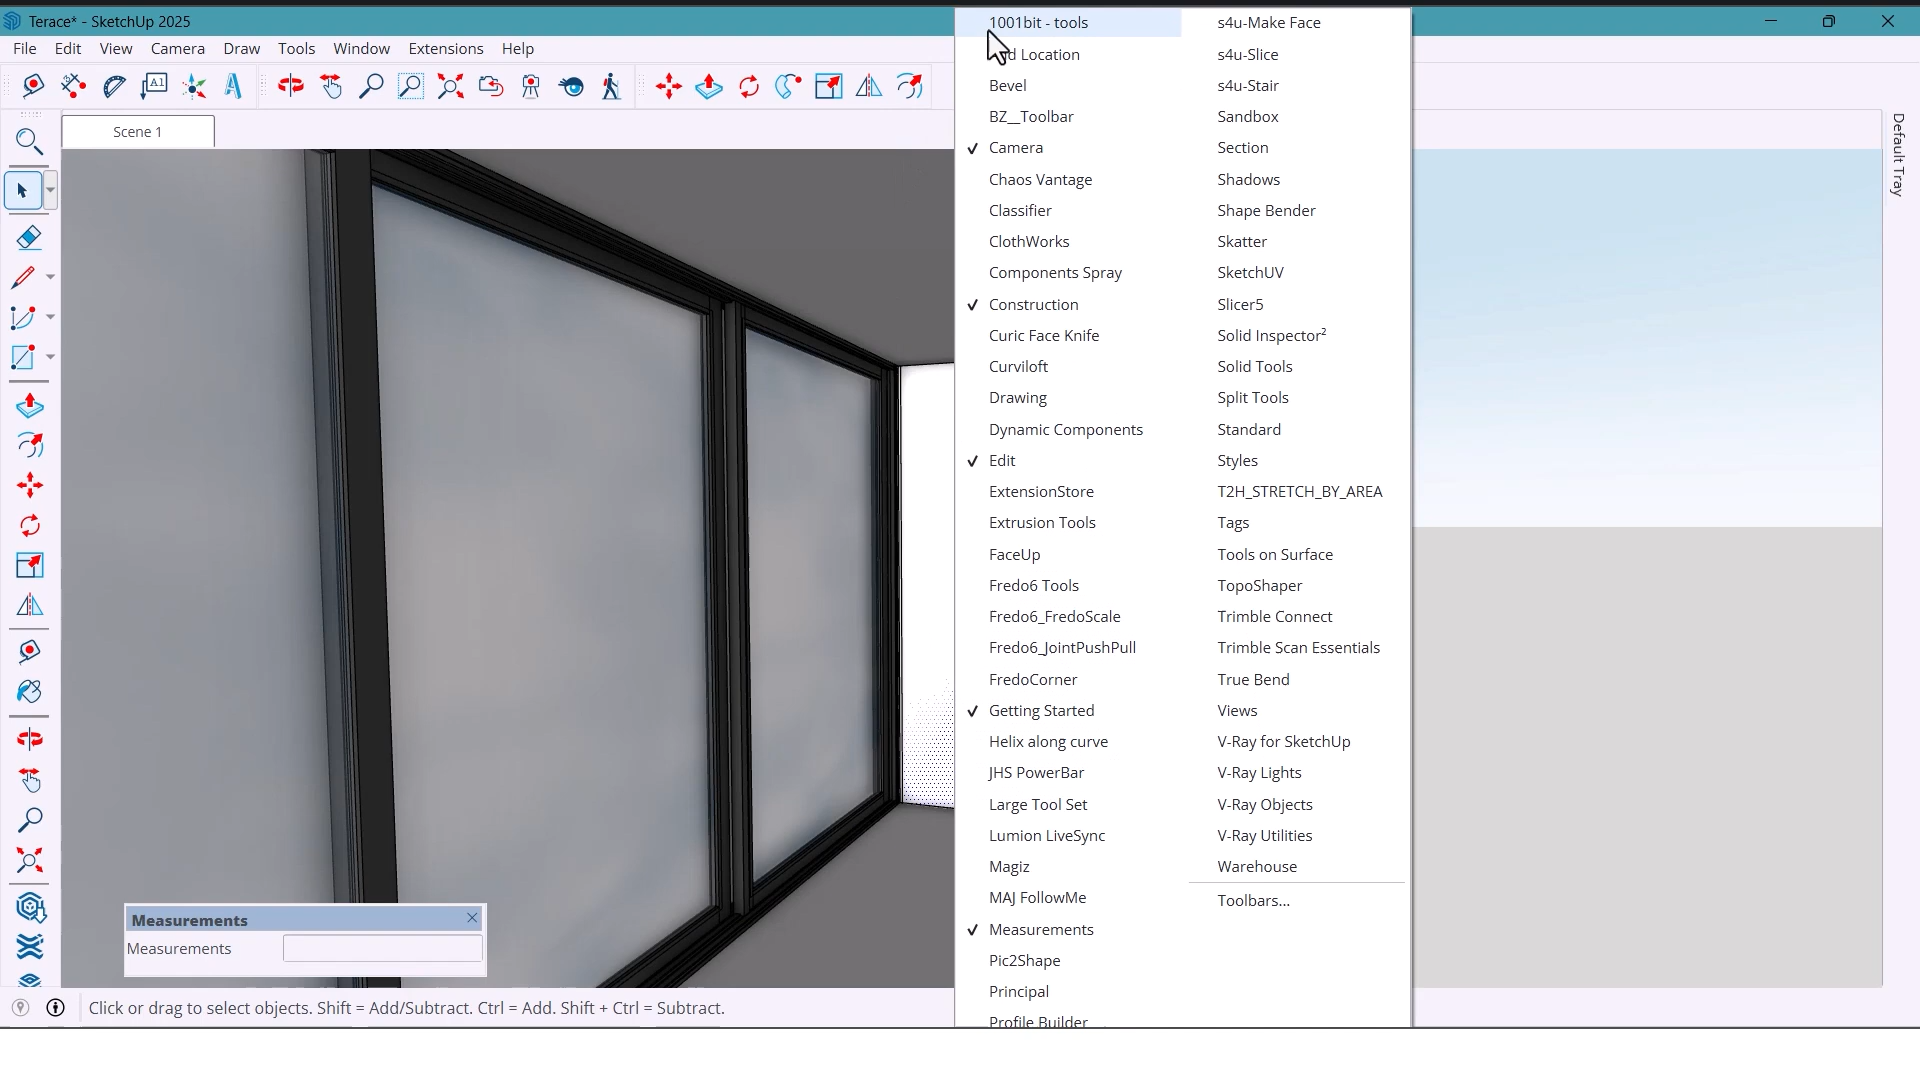 Terace* - SketchUp 2025
File Edit View Camera Draw Tools Window Extensions Help
A1
Scene 1
Default Tray
1001bit - tools
d Location
Bevel
BZ__Toolbar
Camera
Chaos Vantage
Classifier
ClothWorks
Components Spray
Construction
Curic Face Knife
Curviloft
Drawing
Dynamic Components
Edit
ExtensionStore
Extrusion Tools
FaceUp
Fredo6 Tools
Fredo6_FredoScale
Fredo6_JointPushPull
FredoCorner
Getting Started
Helix along curve
JHS PowerBar
Large Tool Set
Lumion LiveSync
Magiz
MAJ FollowMe
Measurements
Pic2Shape
Principal
Profile Builder
s4u-Make Face
s4u-Slice
s4u-Stair
Sandbox
Section
Shadows
Shape Bender
Skatter
SketchUV
Slicer5
Solid Inspector²
Solid Tools
Split Tools
Standard
Styles
T2H_STRETCH_BY_AREA
Tags
Tools on Surface
TopoShaper
Trimble Connect
Trimble Scan Essentials
True Bend
Views
V-Ray for SketchUp
V-Ray Lights
V-Ray Objects
V-Ray Utilities
Warehouse
Toolbars...
Measurements
Measurements
Click or drag to select objects. Shift = Add/Subtract. Ctrl = Add. Shift + Ctrl = Subtract.